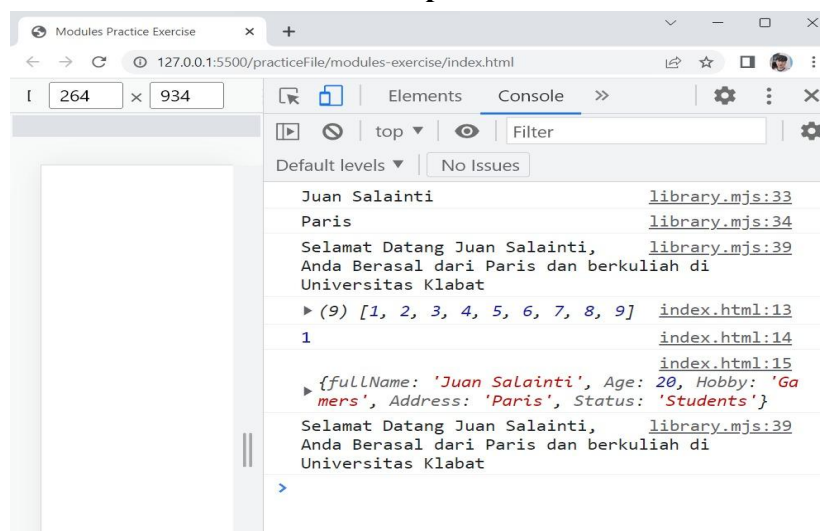 Modules Practice Exercise
127.0.0.1:5500/practiceFile/modules-exercise/index.html
264 × 934
Elements Console »
top ▼ Filter
Default levels ▼ No Issues
Juan Salainti library.mjs:33
Paris library.mjs:34
Selamat Datang Juan Salainti, library.mjs:39
Anda Berasal dari Paris dan berkuliah di
Universitas Klabat
▶ (9) [1, 2, 3, 4, 5, 6, 7, 8, 9] index.html:13
1 index.html:14
index.html:15
▶ {fullName: 'Juan Salainti', Age: 20, Hobby: 'Ga
mers', Address: 'Paris', Status: 'Students'}
Selamat Datang Juan Salainti, library.mjs:39
Anda Berasal dari Paris dan berkuliah di
Universitas Klabat
>